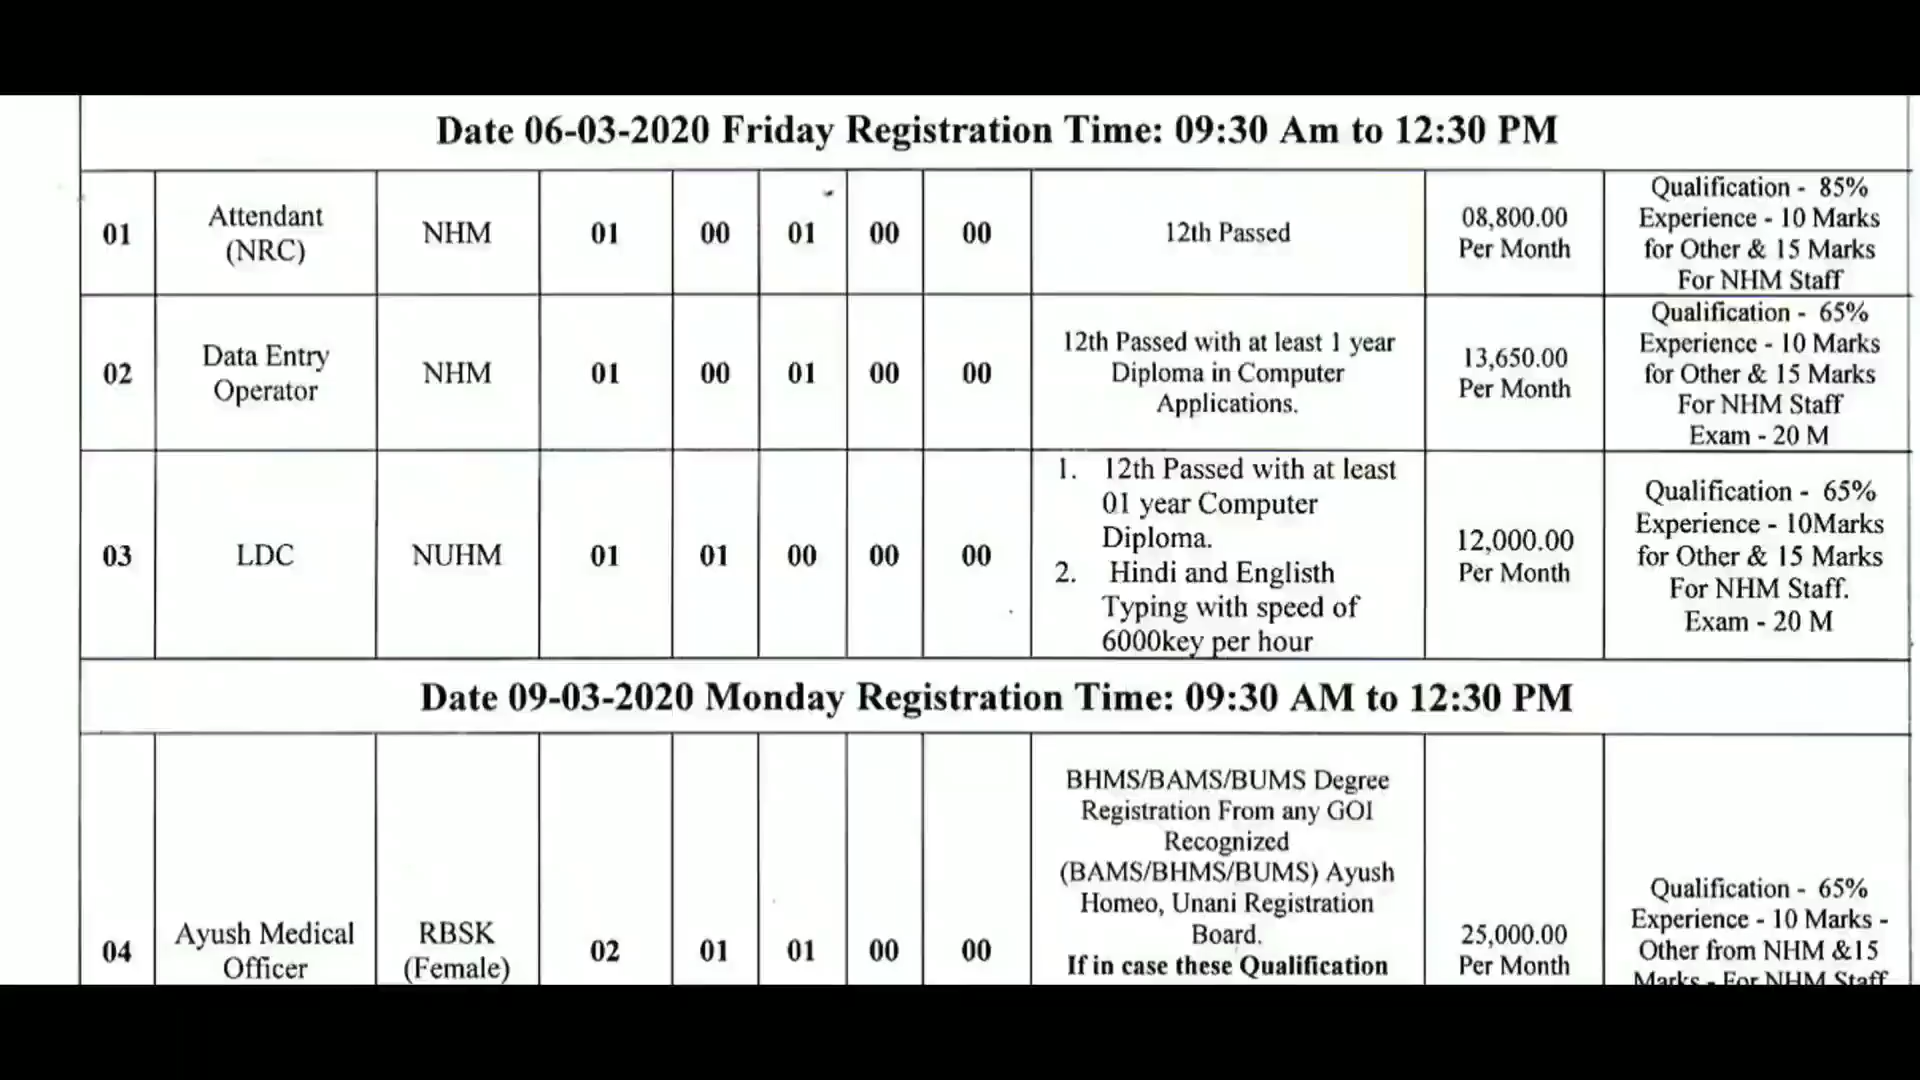 Date 06-03-2020 Friday Registration Time: 09:30 Am to 12:30 PM
01
Attendant
(NRC)
NHM
01
00
01
00
00
12th Passed
08,800.00
Per Month
Qualification - 85%
Experience - 10 Marks
for Other & 15 Marks
For NHM Staff
02
Data Entry
Operator
NHM
01
00
01
00
00
12th Passed with at least 1 year
Diploma in Computer
Applications.
13,650.00
Per Month
Qualification - 65%
Experience - 10 Marks
for Other & 15 Marks
For NHM Staff
Exam - 20 M
03
LDC
NUHM
01
01
00
00
00
1. 12th Passed with at least
01 year Computer
Diploma.
2. Hindi and Englisth
Typing with speed of
6000key per hour
12,000.00
Per Month
Qualification - 65%
Experience - 10Marks
for Other & 15 Marks
For NHM Staff.
Exam - 20 M
Date 09-03-2020 Monday Registration Time: 09:30 AM to 12:30 PM
04
Ayush Medical
Officer
RBSK
(Female)
02
01
01
00
00
BHMS/BAMS/BUMS Degree
Registration From any GOI
Recognized
(BAMS/BHMS/BUMS) Ayush
Homeo, Unani Registration
Board.
If in case these Qualification
25,000.00
Per Month
Qualification - 65%
Experience - 10 Marks -
Other from NHM &15
Marks - For NHM Staff